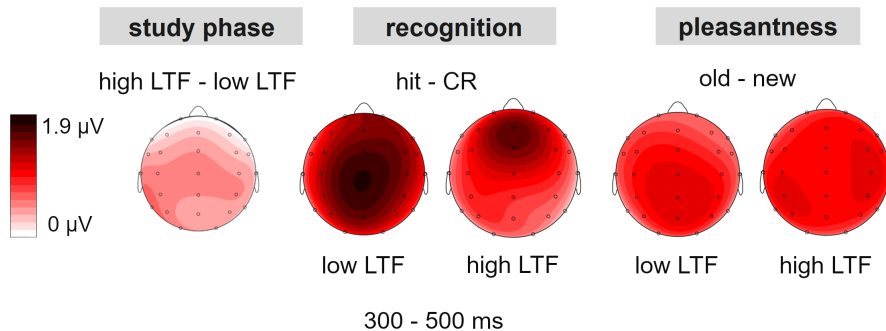 study phase
recognition
pleasantness
high LTF - low LTF
hit - CR
old - new
1.9 µV
0 µV
low LTF
high LTF
low LTF
high LTF
300 - 500 ms